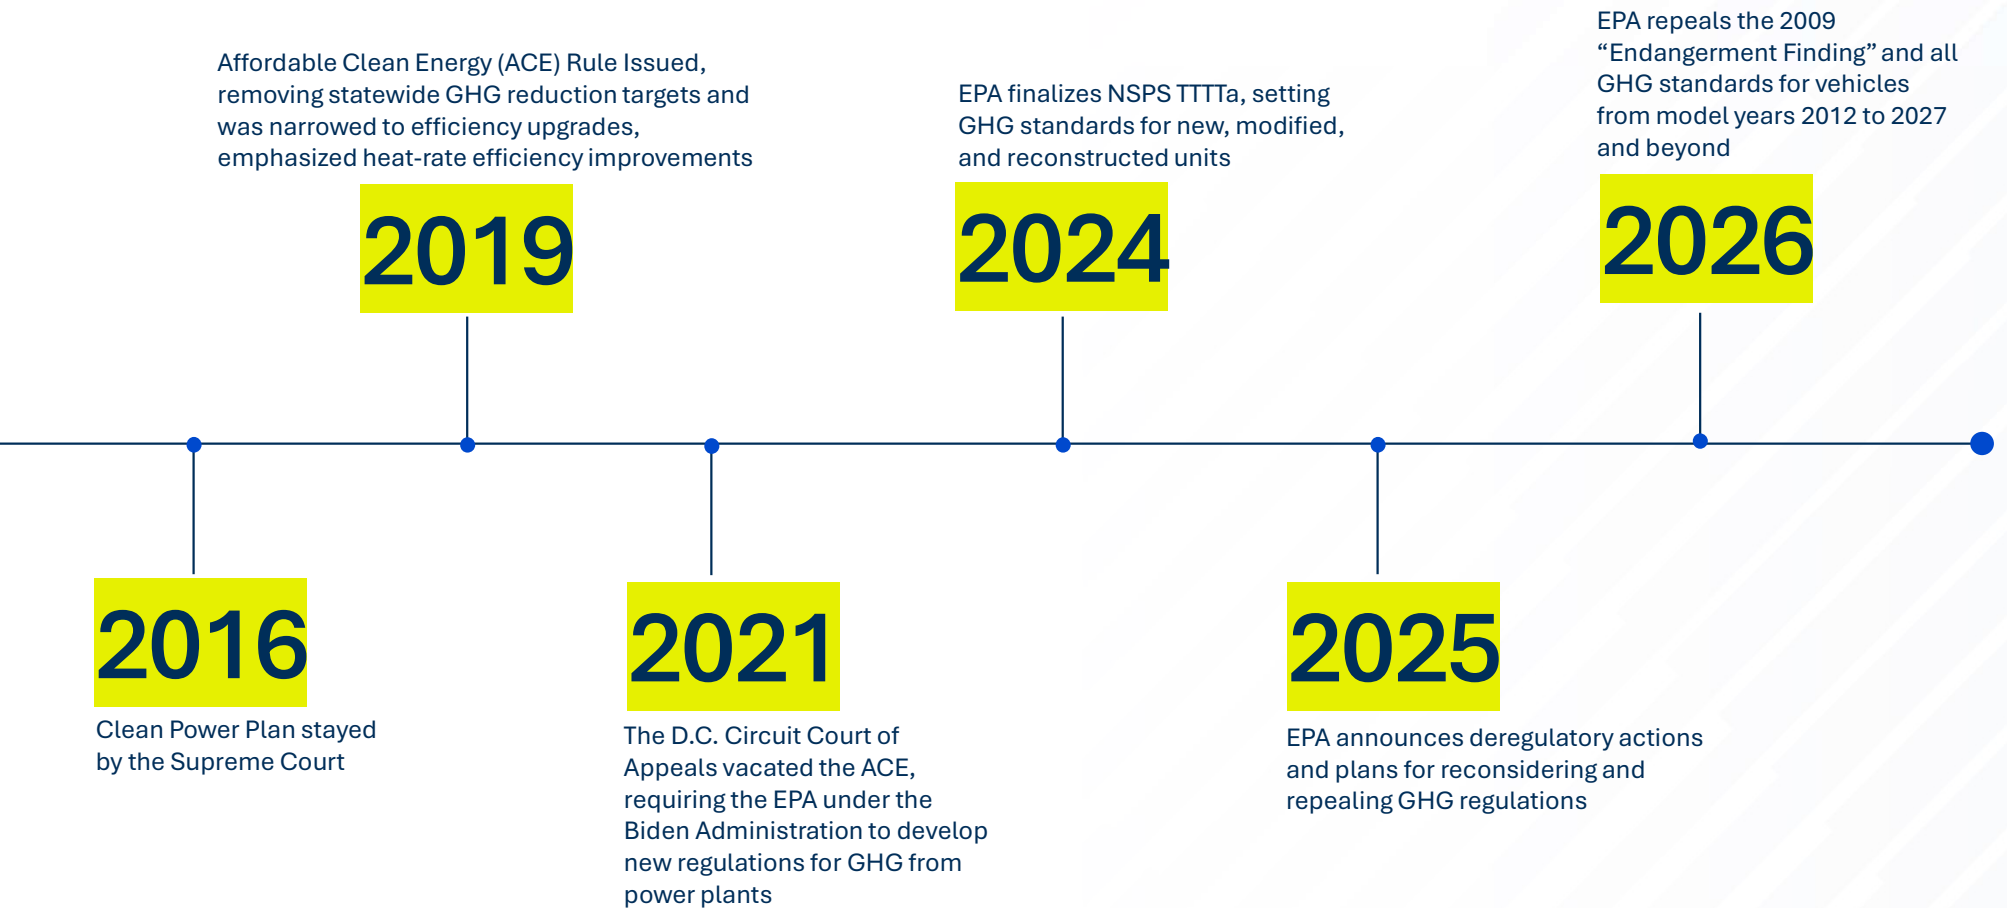 Affordable Clean Energy (ACE) Rule Issued,
removing statewide GHG reduction targets and
was narrowed to efficiency upgrades,
emphasized heat-rate efficiency improvements
2019
EPA finalizes NSPS TTTTa, setting
GHG standards for new, modified,
and reconstructed units
2024
EPA repeals the 2009
“Endangerment Finding” and all
GHG standards for vehicles
from model years 2012 to 2027
and beyond
2026
2016
Clean Power Plan stayed
by the Supreme Court
2021
The D.C. Circuit Court of
Appeals vacated the ACE,
requiring the EPA under the
Biden Administration to develop
new regulations for GHG from
power plants
2025
EPA announces deregulatory actions
and plans for reconsidering and
repealing GHG regulations